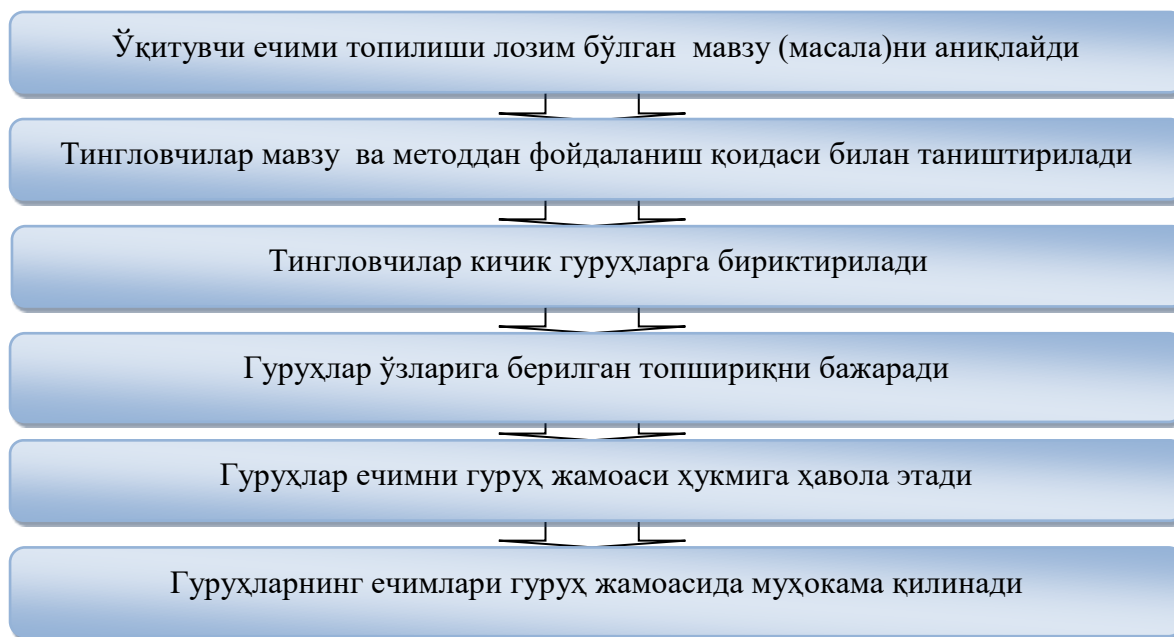 Ўқитувчи ечими топилиши лозим бўлган мавзу (масала)ни аниқлайди
Тингловчилар мавзу ва методдан фойдаланиш қоидаси билан таништирилади
Тингловчилар кичик гуруҳларга бириктирилади
Гуруҳлар ўзларига берилган топшириқни бажаради
Гуруҳлар ечимни гуруҳ жамоаси ҳукмига ҳавола этади
Гуруҳларнинг ечимлари гуруҳ жамоасида муҳокама қилинади